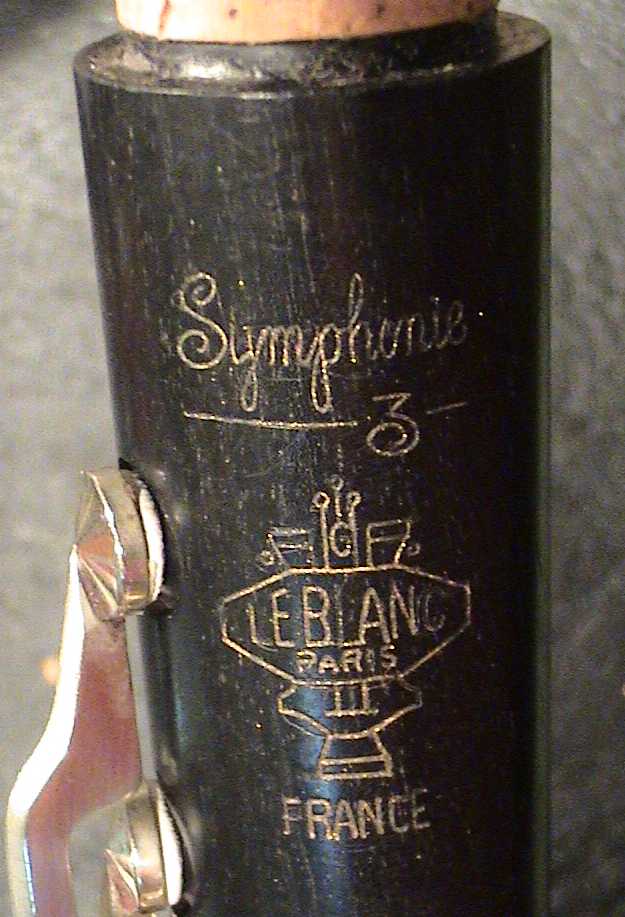 Symphonie
3
LEBLANC
PARIS
FRANCE